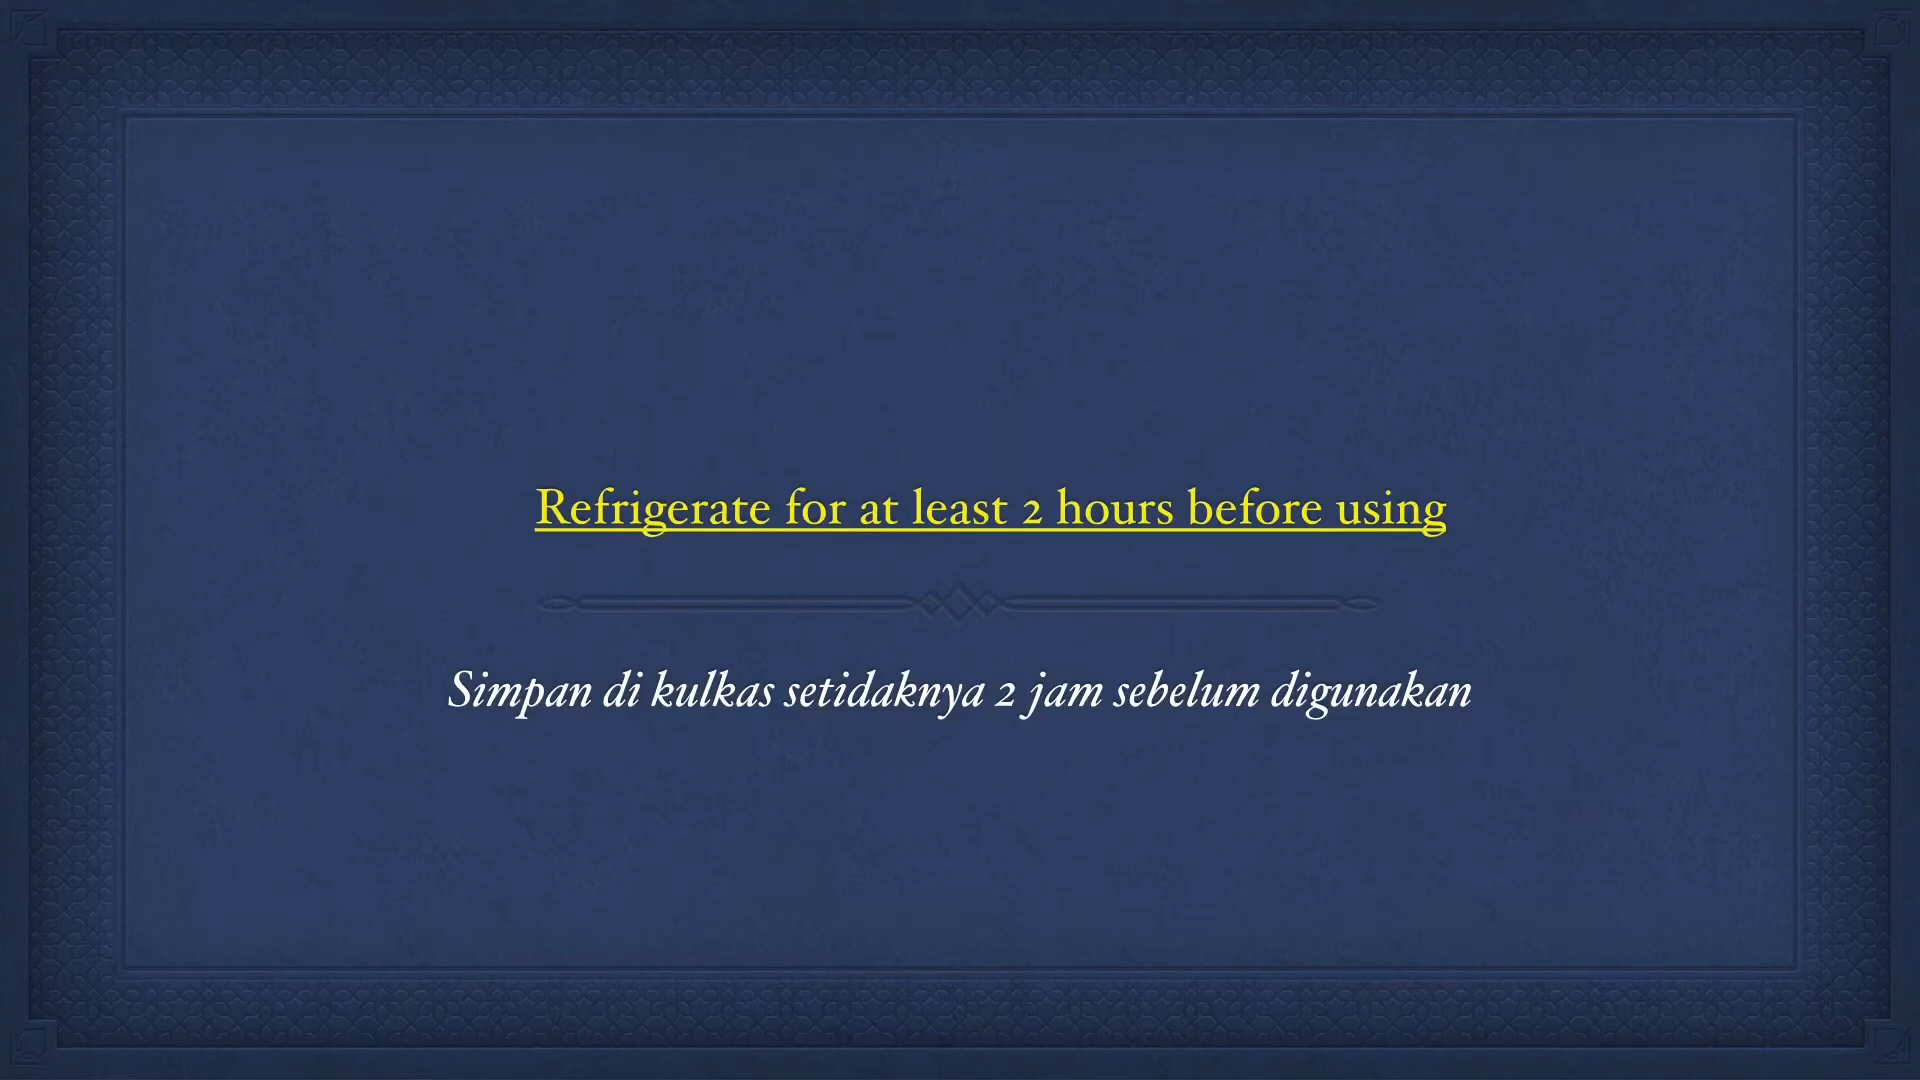 Refrigerate for at least 2 hours before using
Simpan di kulkas setidaknya 2 jam sebelum digunakan